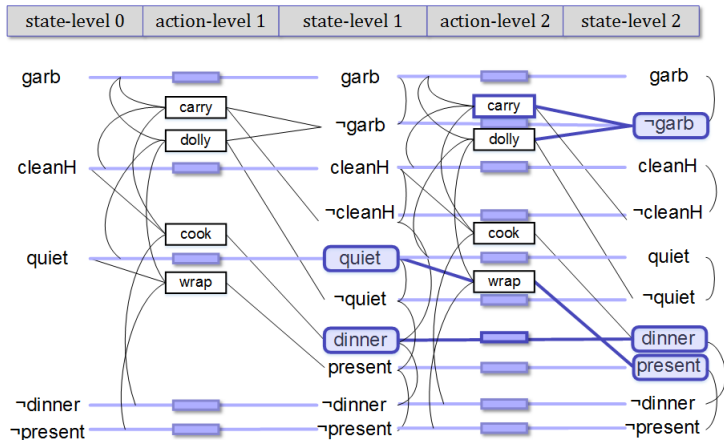 state-level 0 action-level 1 state-level 1 action-level 2 state-level 2
garb garb garb
carry carry
¬garb ¬garb
dolly dolly
cleanH cleanH cleanH
¬cleanH ¬cleanH
cook cook
quiet quiet quiet
wrap wrap
¬quiet ¬quiet
dinner dinner
present present
¬dinner ¬dinner ¬dinner
¬present ¬present ¬present